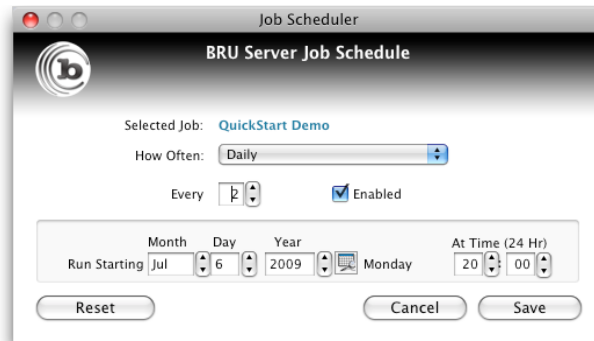 Job Scheduler
b
BRU Server Job Schedule
Selected Job: QuickStart Demo
How Often: Daily
Every 2 Enabled
Month Day Year At Time (24 Hr)
Run Starting Jul 6 2009 Monday 20 : 00
Reset Cancel Save